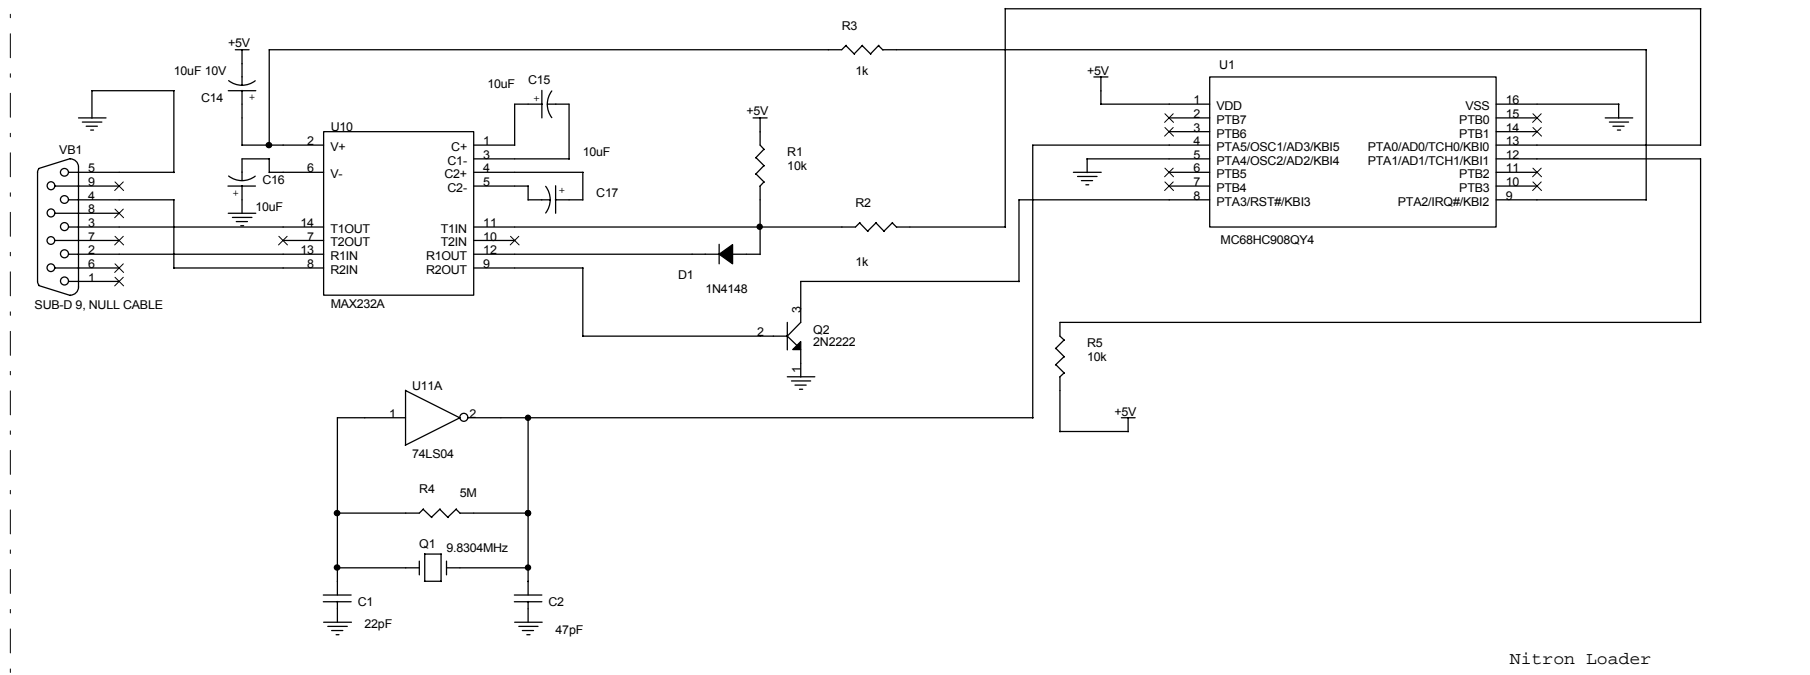 R3
1k
+5V
10uF 10V
C14
+
10uF
C15
+
U10
2 V+
6 V-
14 T1OUT
7 T2OUT
13 R1IN
8 R2IN
C+ 1
C1- 3
C2+ 4
C2- 5
T1IN 11
T2IN 10
R1OUT 12
R2OUT 9
MAX232A
10uF
C17
+
C16
+
10uF
VB1
5
9
4
8
3
7
2
6
1
SUB-D 9, NULL CABLE
+5V
R1
10k
R2
1k
D1
1N4148
3
2
1
Q2
2N2222
+5V
U1
1 VDD
2 PTB7
3 PTB6
4 PTA5/OSC1/AD3/KBI5
5 PTA4/OSC2/AD2/KBI4
6 PTB5
7 PTB4
8 PTA3/RST#/KBI3
VSS 16
PTB0 15
PTB1 14
PTA0/AD0/TCH0/KBI0 13
PTA1/AD1/TCH1/KBI1 12
PTB2 11
PTB3 10
PTA2/IRQ#/KBI2 9
MC68HC908QY4
R5
10k
+5V
U11A
1
2
74LS04
R4
5M
Q1
9.8304MHz
C1
22pF
C2
47pF
Nitron Loader